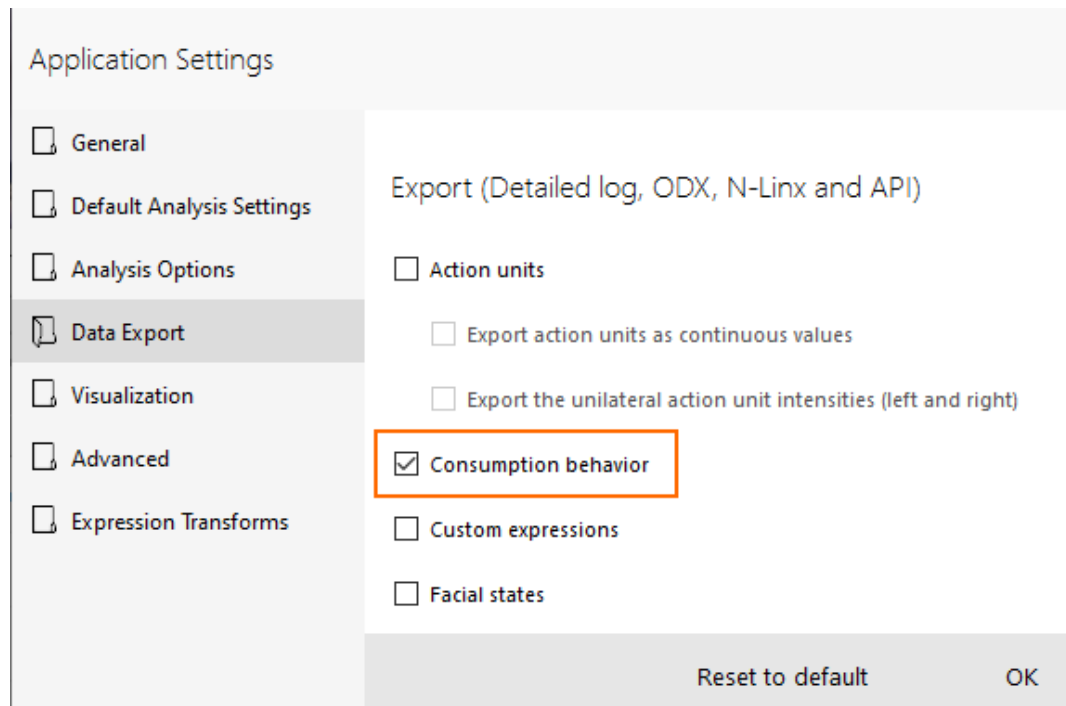 Application Settings
General
Default Analysis Settings
Analysis Options
Data Export
Visualization
Advanced
Expression Transforms
Export (Detailed log, ODX, N-Linx and API)
Action units
Export action units as continuous values
Export the unilateral action unit intensities (left and right)
Consumption behavior
Custom expressions
Facial states
Reset to default
OK